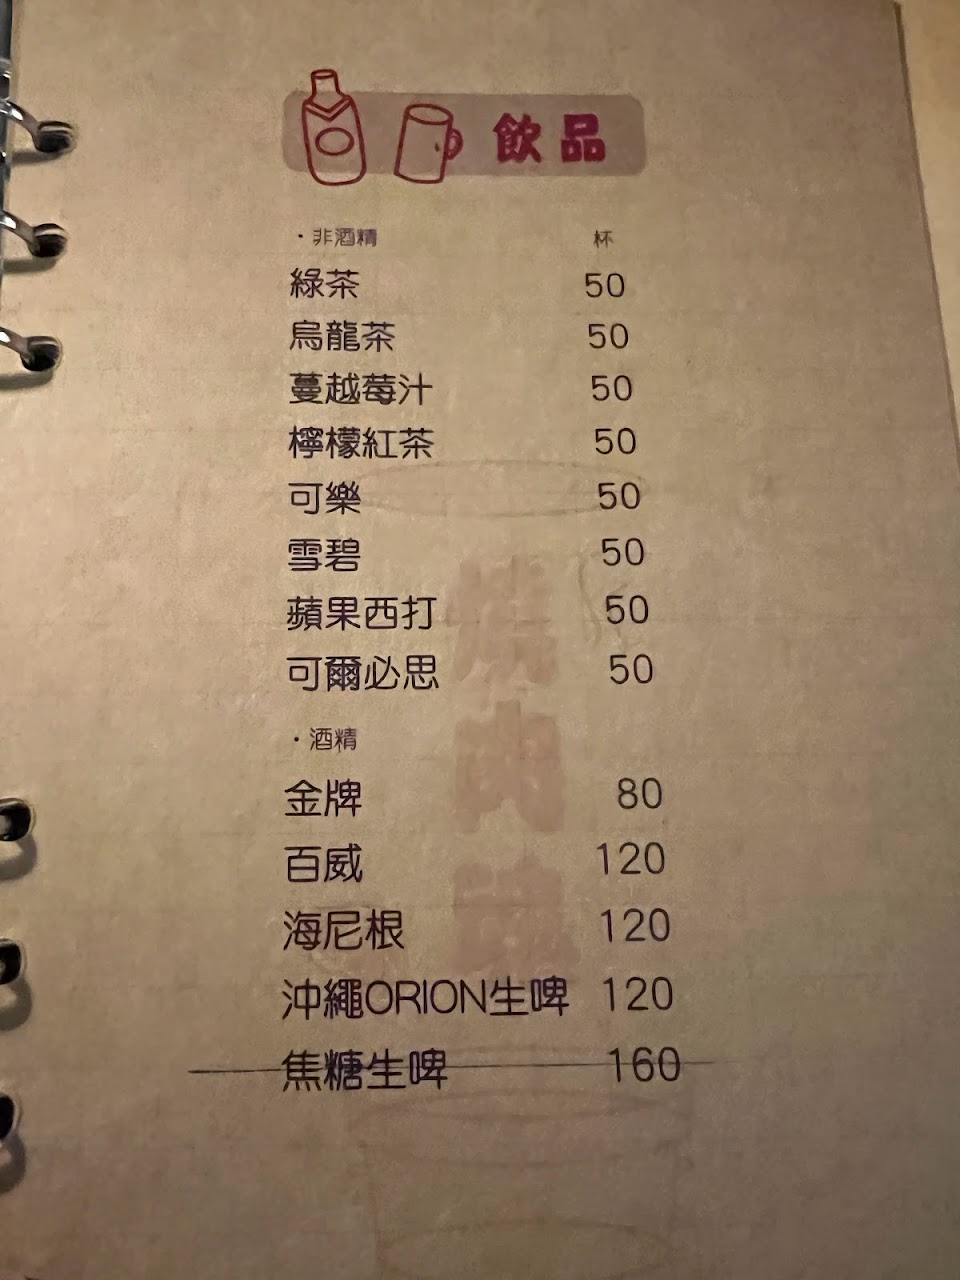 飲品
・非酒精 杯
綠茶 50
烏龍茶 50
蔓越莓汁 50
檸檬紅茶 50
可樂 50
雪碧 50
蘋果西打 50
可爾必思 50
・酒精
金牌 80
百威 120
海尼根 120
沖繩ORION生啤 120
焦糖生啤 160